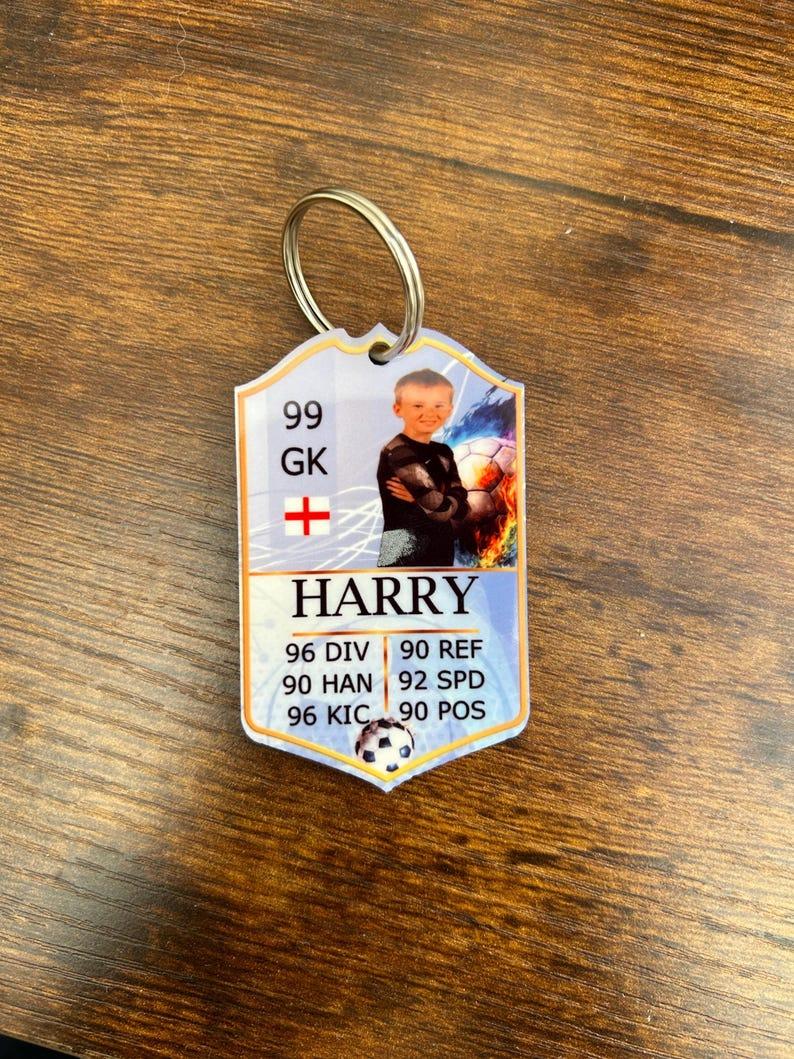 99
GK
HARRY
96 DIV 90 REF
90 HAN 92 SPD
96 KIC 90 POS